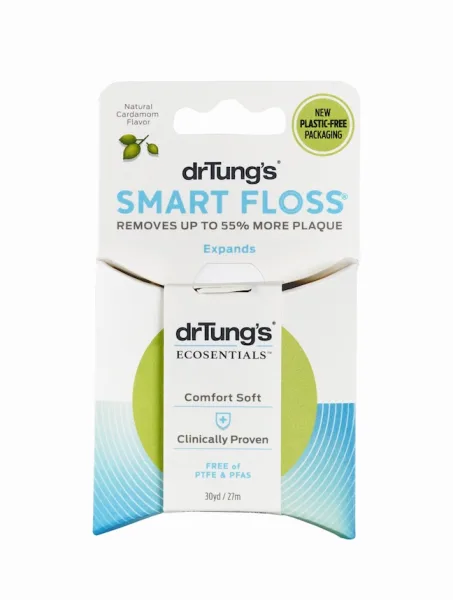 Natural
Cardamom
Flavor
NEW
PLASTIC-FREE
PACKAGING
drTung's®
SMART FLOSS®
REMOVES UP TO 55% MORE PLAQUE
Expands
drTung's®
ECOSENTIALS™
Comfort Soft
Clinically Proven
FREE of
PTFE & PFAS
30yd / 27m